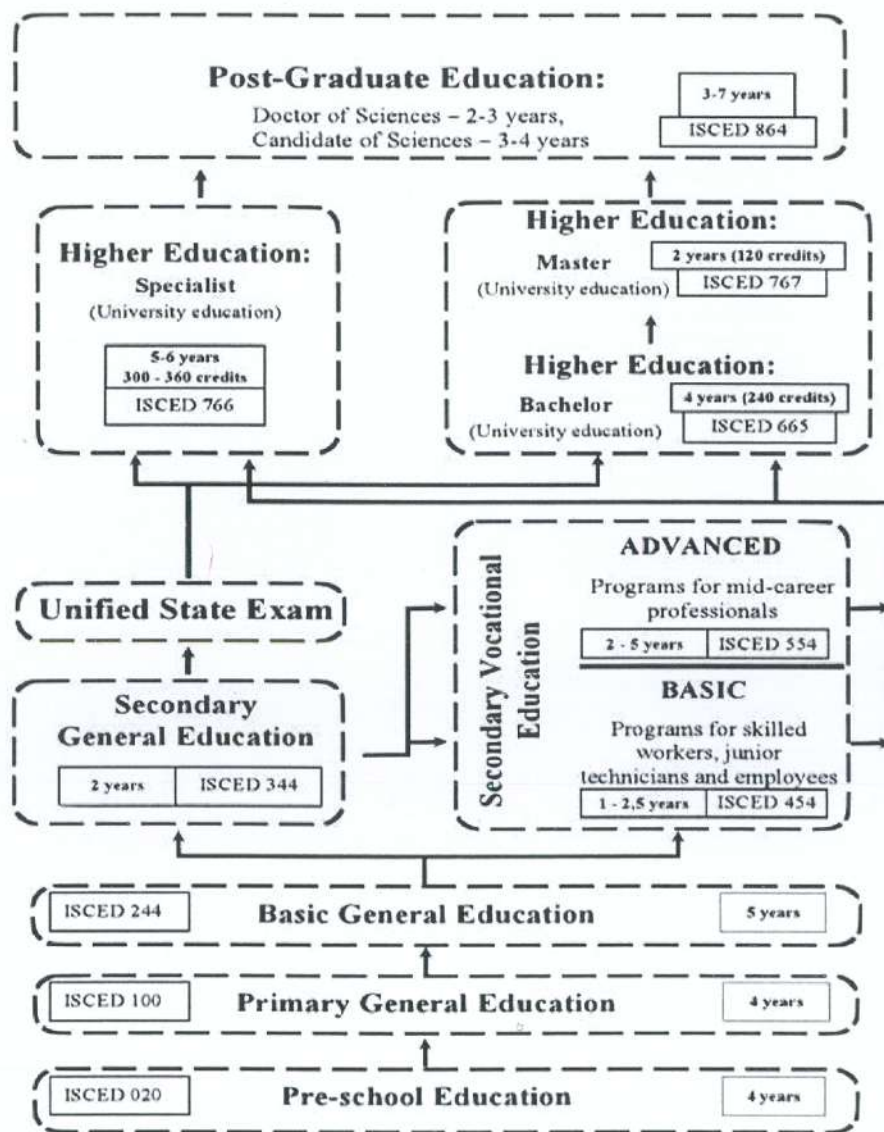 Post-Graduate Education:
Doctor of Sciences – 2-3 years,
Candidate of Sciences – 3-4 years
3-7 years
ISCED 864
Higher Education:
Specialist
(University education)
5-6 years
300 - 360 credits
ISCED 766
Higher Education:
Master
(University education)
2 years (120 credits)
ISCED 767
Higher Education:
Bachelor
(University education)
4 years (240 credits)
ISCED 665
Unified State Exam
Secondary
General Education
2 years
ISCED 344
Secondary Vocational
Education
ADVANCED
Programs for mid-career
professionals
2 - 5 years
ISCED 554
BASIC
Programs for skilled
workers, junior
technicians and employees
1 - 2,5 years
ISCED 454
ISCED 244
Basic General Education
5 years
ISCED 100
Primary General Education
4 years
ISCED 020
Pre-school Education
4 years